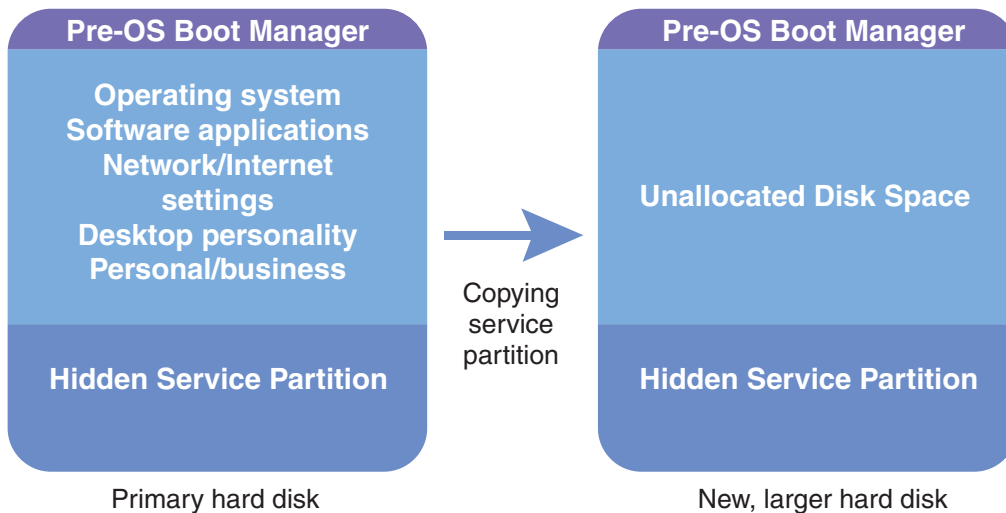 Pre-OS Boot Manager
Operating system
Software applications
Network/Internet
settings
Desktop personality
Personal/business
Hidden Service Partition
Primary hard disk
Copying
service
partition
Pre-OS Boot Manager
Unallocated Disk Space
Hidden Service Partition
New, larger hard disk